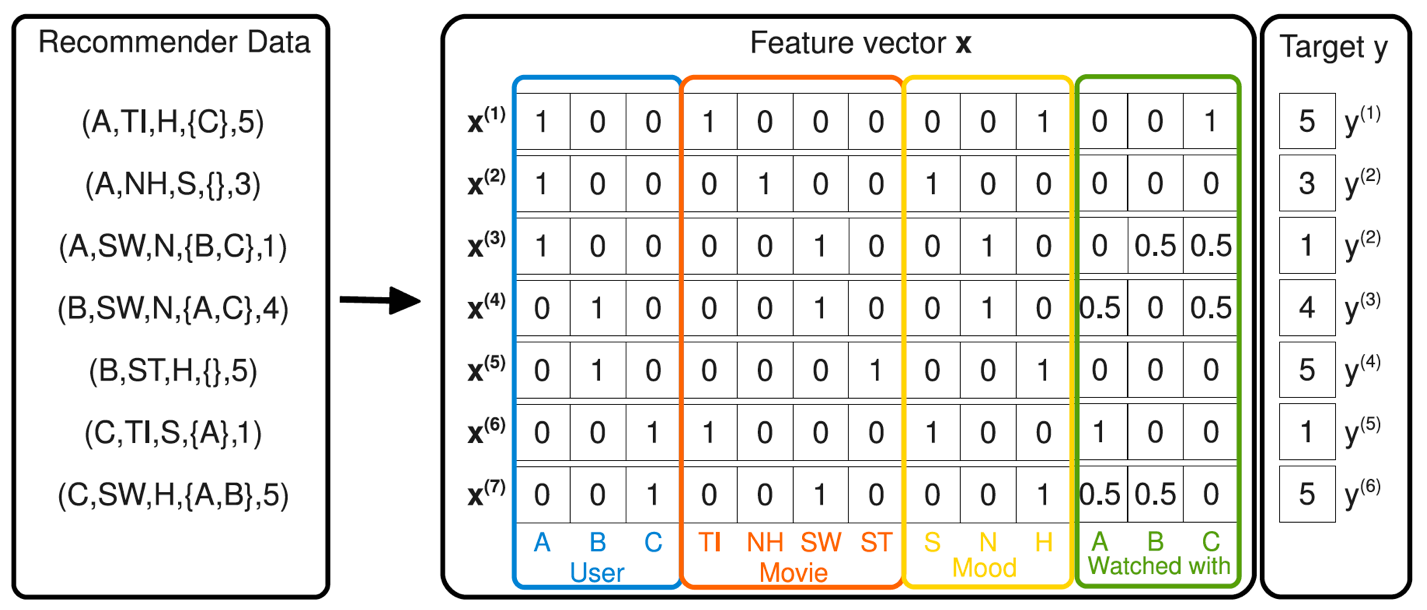 Recommender Data
(A,TI,H,{C},5)
(A,NH,S,{},3)
(A,SW,N,{B,C},1)
(B,SW,N,{A,C},4)
(B,ST,H,{},5)
(C,TI,S,{A},1)
(C,SW,H,{A,B},5)
Feature vector x
x(1) 1 0 0 1 0 0 0 0 0 1 0 0 1
x(2) 1 0 0 0 1 0 0 1 0 0 0 0 0
x(3) 1 0 0 0 0 1 0 0 1 0 0 0.5 0.5
x(4) 0 1 0 0 0 1 0 0 1 0 0.5 0 0.5
x(5) 0 1 0 0 0 0 1 0 0 1 0 0 0
x(6) 0 0 1 1 0 0 0 1 0 0 1 0 0
x(7) 0 0 1 0 0 1 0 0 0 1 0.5 0.5 0
A B C TI NH SW ST S N H A B C
User Movie Mood Watched with
Target y
5 y(1)
3 y(2)
1 y(2)
4 y(3)
5 y(4)
1 y(5)
5 y(6)